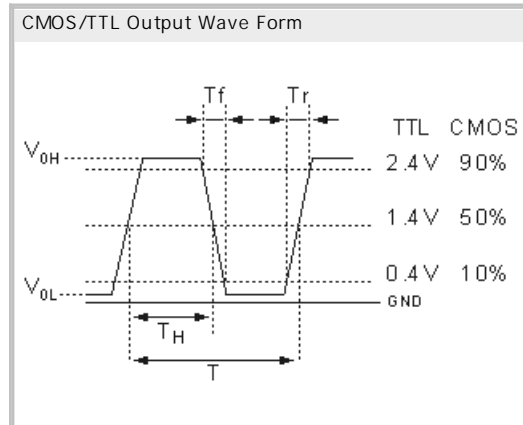 CMOS/TTL Output Wave Form
Tf Tr
TTL CMOS
V0H 2.4V 90%
1.4V 50%
0.4V 10%
V0L GND
TH
T